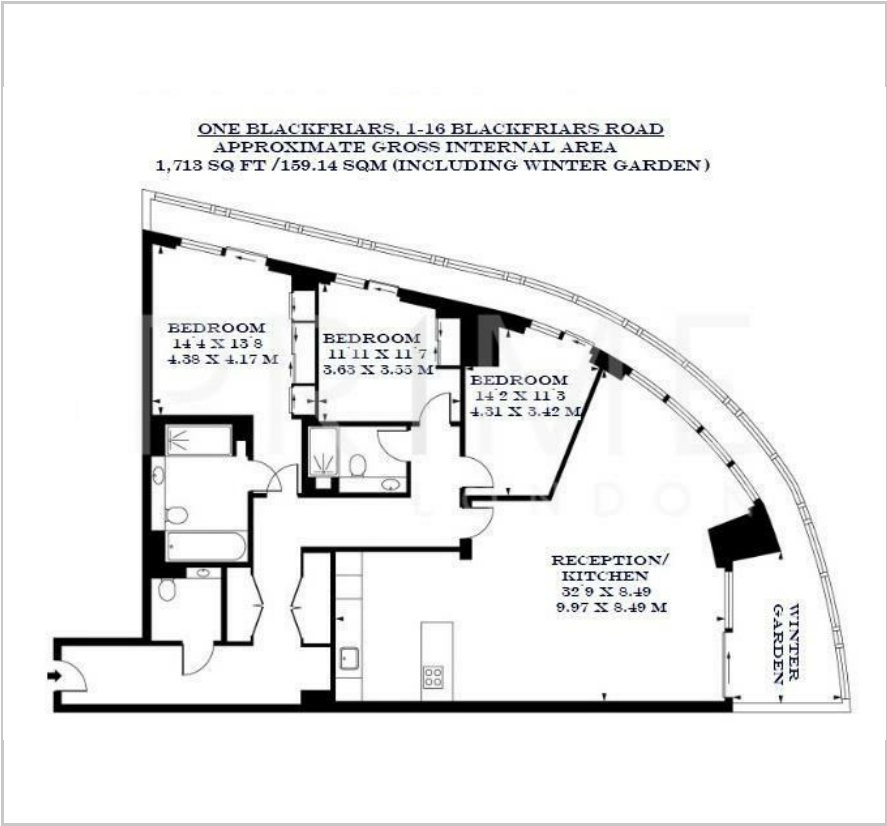 ONE BLACKFRIARS, 1-16 BLACKFRIARS ROAD
APPROXIMATE GROSS INTERNAL AREA
1,713 SQ FT /159.14 SQM (INCLUDING WINTER GARDEN)
BEDROOM
14'4 X 13'8
4.38 X 4.17 M
BEDROOM
11'11 X 11'7
3.63 X 3.55 M
BEDROOM
14'2 X 11'3
4.31 X 3.42 M
RECEPTION/
KITCHEN
32'9 X 8.49
9.97 X 8.49 M
WINTER
GARDEN
PRIME
LONDON